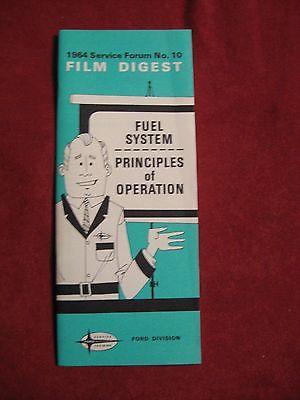 1964 Service Forum No. 10
FILM DIGEST
FUEL
SYSTEM
PRINCIPLES
of
OPERATION
FORD DIVISION